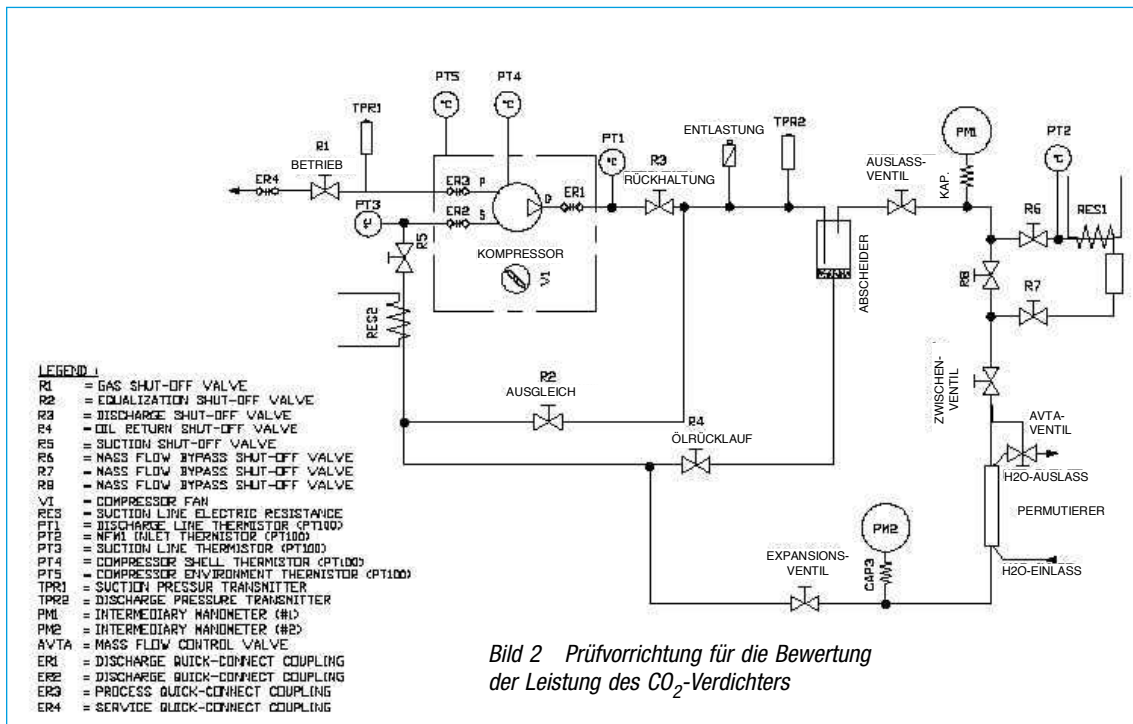 PT5
PT4
°C
°C
TPR1
R1
BETRIEB
ER4
ER3
P
PT3
ER2
S
D
ER1
PT1
°C
R3
RÜCKHALTUNG
ENTLASTUNG
TPR2
AUSLASS-
VENTIL
PM1
KAP.
PT2
°C
R6
RES1
R5
KOMPRESSOR
V1
ABSCHEIDER
R8
R7
RES2
R2
AUSGLEICH
R4
ÖLRÜCKLAUF
ZWISCHEN-
VENTIL
AVTA-
VENTIL
H2O-AUSLASS
PERMUTIERER
H2O-EINLASS
EXPANSIONS-
VENTIL
PM2
CAP3
LEGEND :
R1 = GAS SHUT-OFF VALVE
R2 = EQUALIZATION SHUT-OFF VALVE
R3 = DISCHARGE SHUT-OFF VALVE
R4 = OIL RETURN SHUT-OFF VALVE
R5 = SUCTION SHUT-OFF VALVE
R6 = MASS FLOW BYPASS SHUT-OFF VALVE
R7 = MASS FLOW BYPASS SHUT-OFF VALVE
R8 = MASS FLOW BYPASS SHUT-OFF VALVE
V1 = COMPRESSOR FAN
RES = SUCTION LINE ELECTRIC RESISTANCE
PT1 = DISCHARGE LINE THERMISTOR (PT100)
PT2 = MFM1 INLET THERMISTOR (PT100)
PT3 = SUCTION LINE THERMISTOR (PT100)
PT4 = COMPRESSOR SHELL THERMISTOR (PT100)
PT5 = COMPRESSOR ENVIRONMENT THERMISTOR (PT100)
TPR1 = SUCTION PRESSUR TRANSMITTER
TPR2 = DISCHARGE PRESSURE TRANSMITTER
PM1 = INTERMEDIARY MANOMETER (#1)
PM2 = INTERMEDIARY MANOMETER (#2)
AVTA = MASS FLOW CONTROL VALVE
ER1 = DISCHARGE QUICK-CONNECT COUPLING
ER2 = DISCHARGE QUICK-CONNECT COUPLING
ER3 = PROCESS QUICK-CONNECT COUPLING
ER4 = SERVICE QUICK-CONNECT COUPLING
Bild 2 Prüfvorrichtung für die Bewertung
der Leistung des CO₂-Verdichters